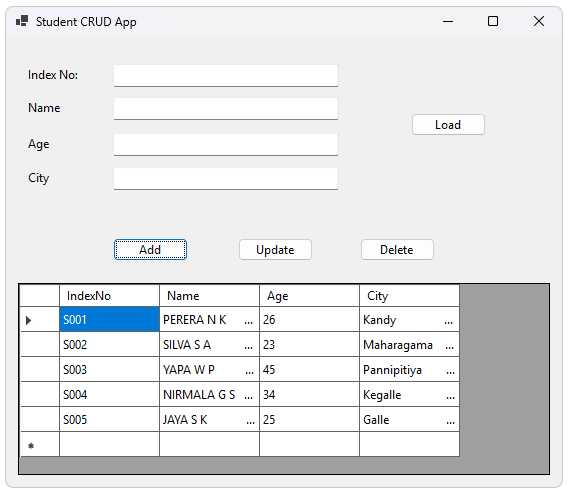 Student CRUD App
Index No:
Name
Load
Age
City
Add Update Delete
IndexNo Name Age City
S001 PERERA N K ... 26 Kandy ...
S002 SILVA S A ... 23 Maharagama ...
S003 YAPA W P ... 45 Pannipitiya ...
S004 NIRMALA G S ... 34 Kegalle ...
S005 JAYA S K ... 25 Galle ...